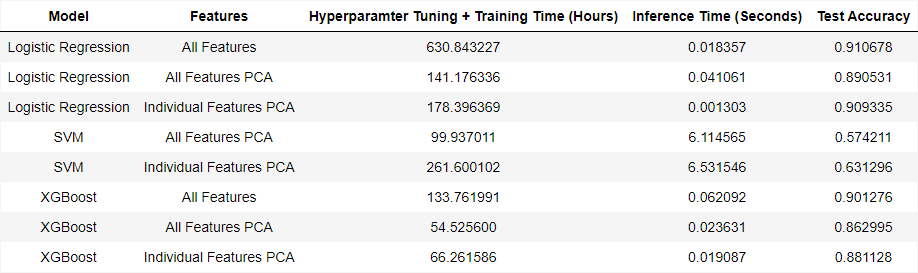 Model Features Hyperparamter Tuning + Training Time (Hours) Inference Time (Seconds) Test Accuracy
Logistic Regression All Features 630.843227 0.018357 0.910678
Logistic Regression All Features PCA 141.176336 0.041061 0.890531
Logistic Regression Individual Features PCA 178.396369 0.001303 0.909335
SVM All Features PCA 99.937011 6.114565 0.574211
SVM Individual Features PCA 261.600102 6.531546 0.631296
XGBoost All Features 133.761991 0.062092 0.901276
XGBoost All Features PCA 54.525600 0.023631 0.862995
XGBoost Individual Features PCA 66.261586 0.019087 0.881128